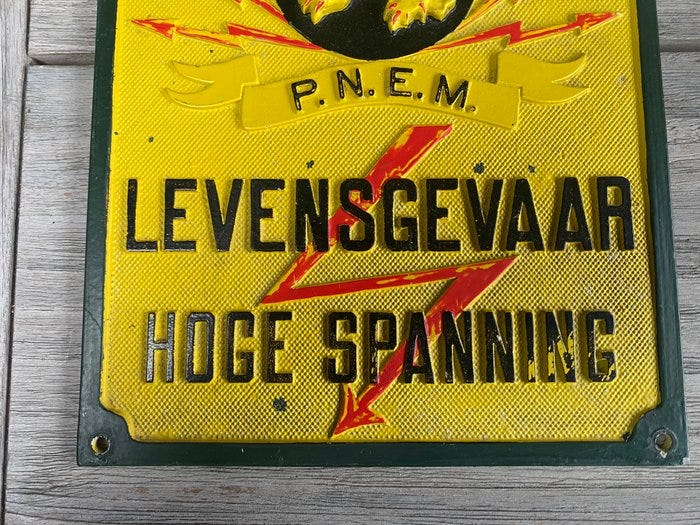 P.N.E.M.
LEVENSGEVAAR
HOGE SPANNING